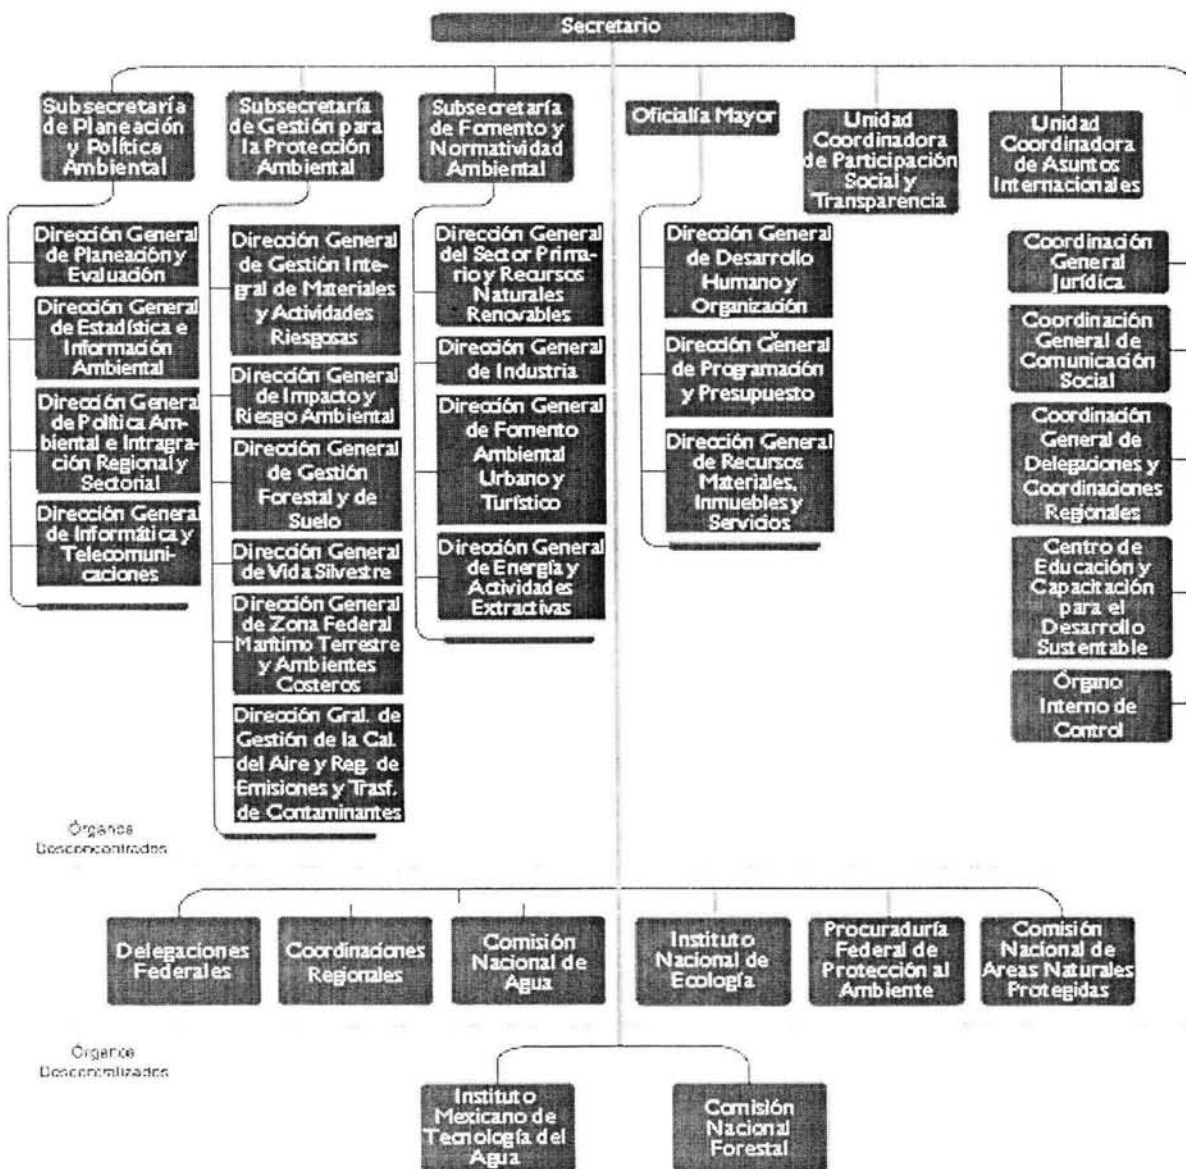 Secretario
Subsecretaría
de Planeación
y Política
Ambiental
Subsecretaría
de Gestión para
la Protección
Ambiental
Subsecretaría
de Fomento y
Normatividad
Ambiental
Oficialía Mayor
Unidad
Coordinadora
de Participación
Social y
Transparencia
Unidad
Coordinadora
de Asuntos
Internacionales
Dirección General
de Planeación y
Evaluación
Dirección General
de Estadística e
Información
Ambiental
Dirección General
de Política Am-
biental e Intragra-
ción Regional y
Sectorial
Dirección General
de Informática y
Telecomuni-
caciones
Dirección General
de Gestión Inte-
gral de Materiales
y Actividades
Riesgosas
Dirección General
de Impacto y
Riesgo Ambiental
Dirección General
de Gestión
Forestal y de
Suelo
Dirección General
de Vida Silvestre
Dirección General
de Zona Federal
Marítimo Terrestre
y Ambientes
Costeros
Dirección Gral. de
Gestión de la Cal.
del Aire y Reg. de
Emisiones y Trasf.
de Contaminantes
Dirección General
del Sector Prima-
rio y Recursos
Naturales
Renovables
Dirección General
de Industria
Dirección General
de Fomento
Ambiental
Urbano y
Turístico
Dirección General
de Energía y
Actividades
Extractivas
Dirección General
de Desarrollo
Humano y
Organización
Dirección General
de Programación
y Presupuesto
Dirección General
de Recursos
Materiales,
Inmuebles y
Servicios
Coordinación
General
Jurídica
Coordinación
General de
Comunicación
Social
Coordinación
General de
Delegaciones y
Coordinaciones
Regionales
Centro de
Educación y
Capacitación
para el
Desarrollo
Sustentable
Órgano
Interno de
Control
Órganos
Desconcentrados
Delegaciones
Federales
Coordinaciones
Regionales
Comisión
Nacional de
Agua
Instituto
Nacional de
Ecología
Procuraduría
Federal de
Protección al
Ambiente
Comisión
Nacional de
Areas Naturales
Protegidas
Órganos
Descentralizados
Instituto
Mexicano de
Tecnología del
Agua
Comisión
Nacional
Forestal